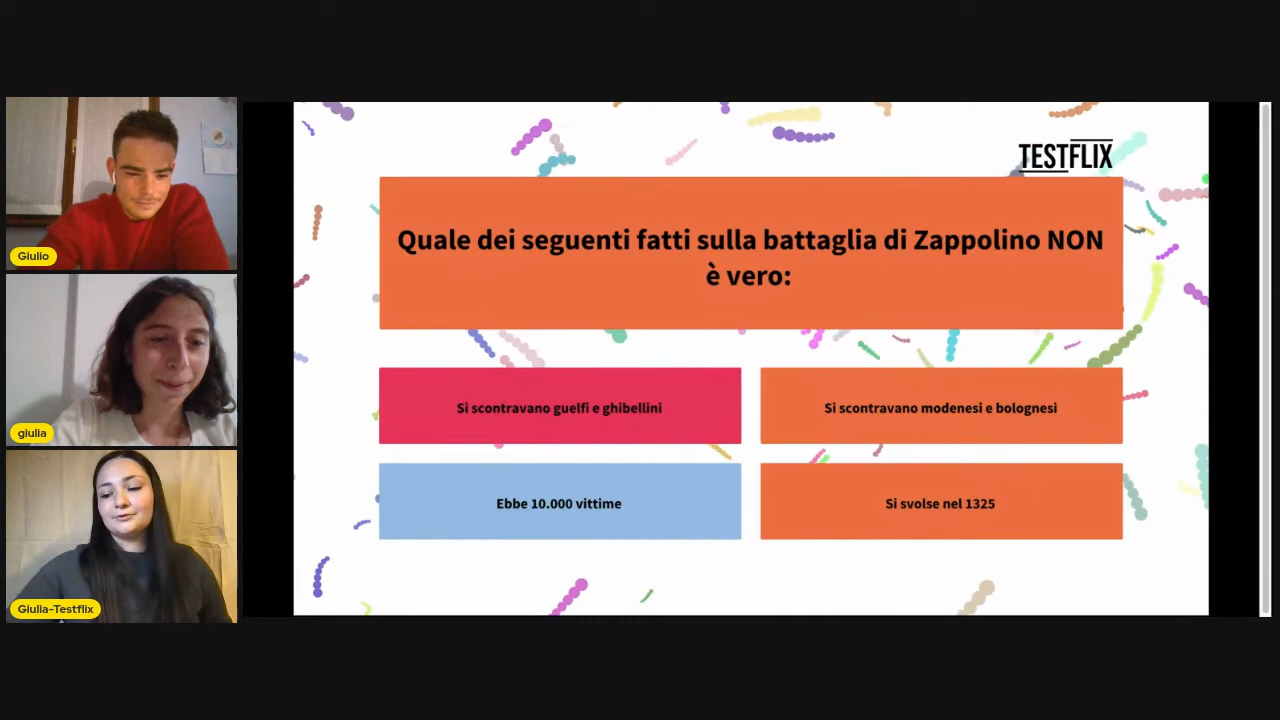 TESTFLIX
Quale dei seguenti fatti sulla battaglia di Zappolino NON
è vero:
Si scontravano guelfi e ghibellini
Si scontravano modenesi e bolognesi
Ebbe 10.000 vittime
Si svolse nel 1325
Giulio
giulia
Giulia-Testflix